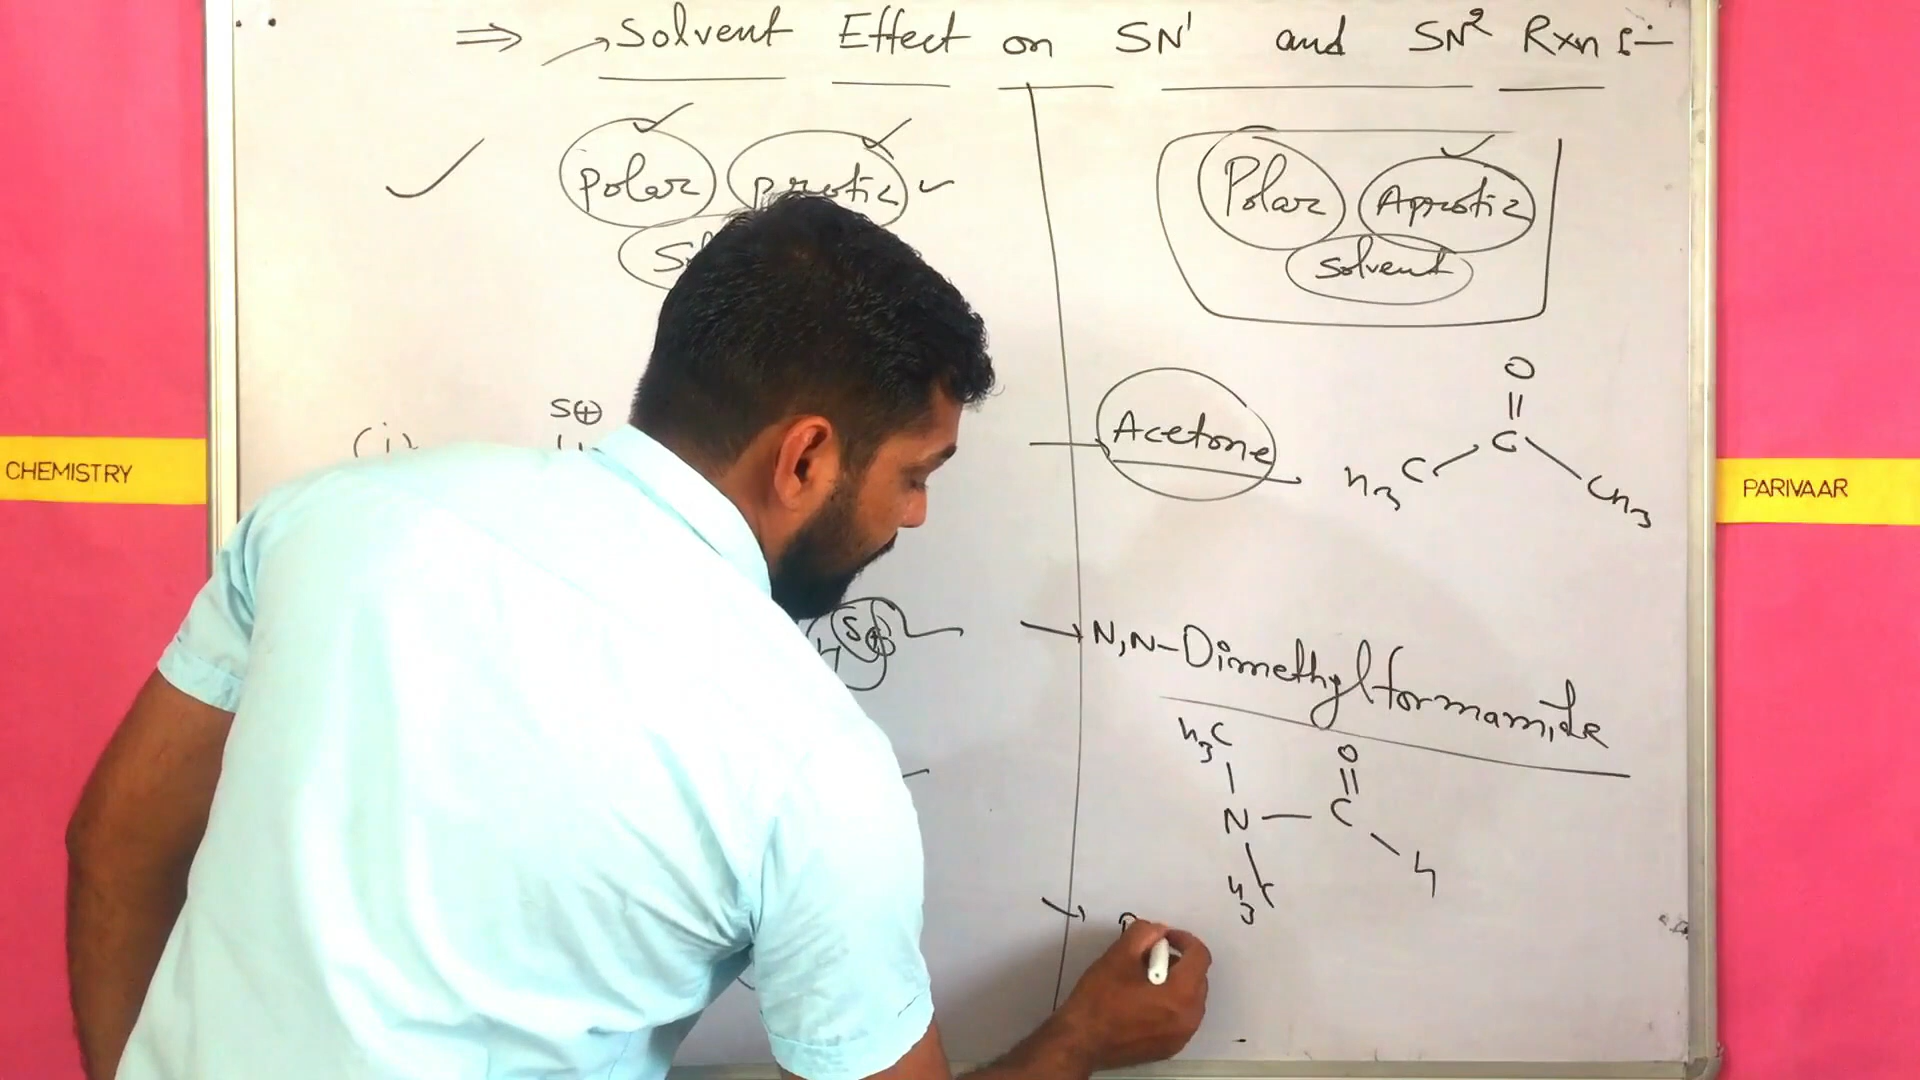 ⇒ Solvent Effect on SN¹ and SN² Rxn :-
Polar Protic
Polar Aprotic
Solvent
(i)
S⊕
Acetone
O
||
C
H₃C CH₃
S⊕
N,N-Dimethylformamide
H₃C
O
||
N — C
H
H₃C
CHEMISTRY
PARIVAAR